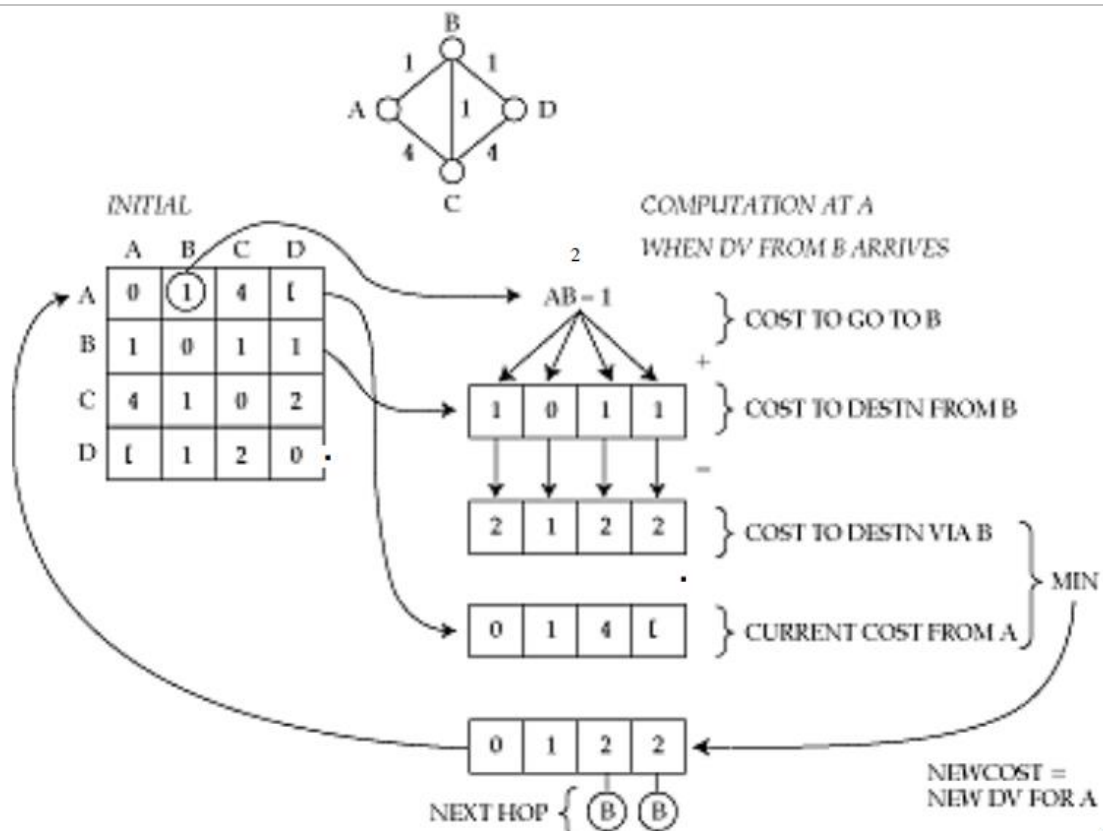 B
1 1
A 1 D
4 4
C
INITIAL
COMPUTATION AT A
WHEN DV FROM B ARRIVES
A B C D
2
A 0 1 4 [
AB = 1
} COST TO GO TO B
B 1 0 1 1
+
C 4 1 0 2
1 0 1 1 } COST TO DESTN FROM B
D [ 1 2 0
=
2 1 2 2 } COST TO DESTN VIA B
} MIN
0 1 4 [ } CURRENT COST FROM A
0 1 2 2
NEXT HOP { B B
NEWCOST =
NEW DV FOR A